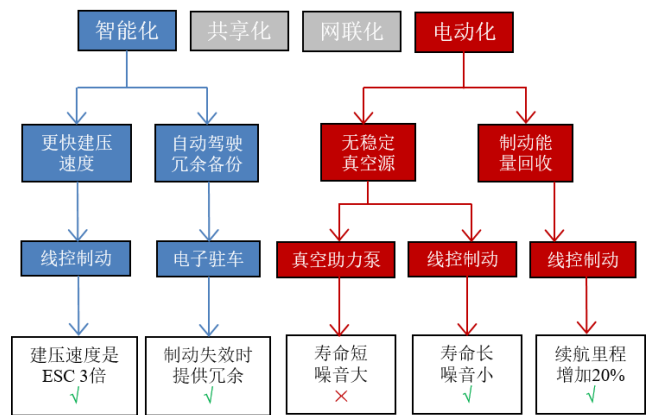 智能化
共享化
网联化
电动化
更快建压
速度
自动驾驶
冗余备份
无稳定
真空源
制动能
量回收
线控制动
电子驻车
真空助力泵
线控制动
线控制动
建压速度是
ESC 3倍
√
制动失效时
提供冗余
√
寿命短
噪音大
×
寿命长
噪音小
√
续航里程
增加20%
√